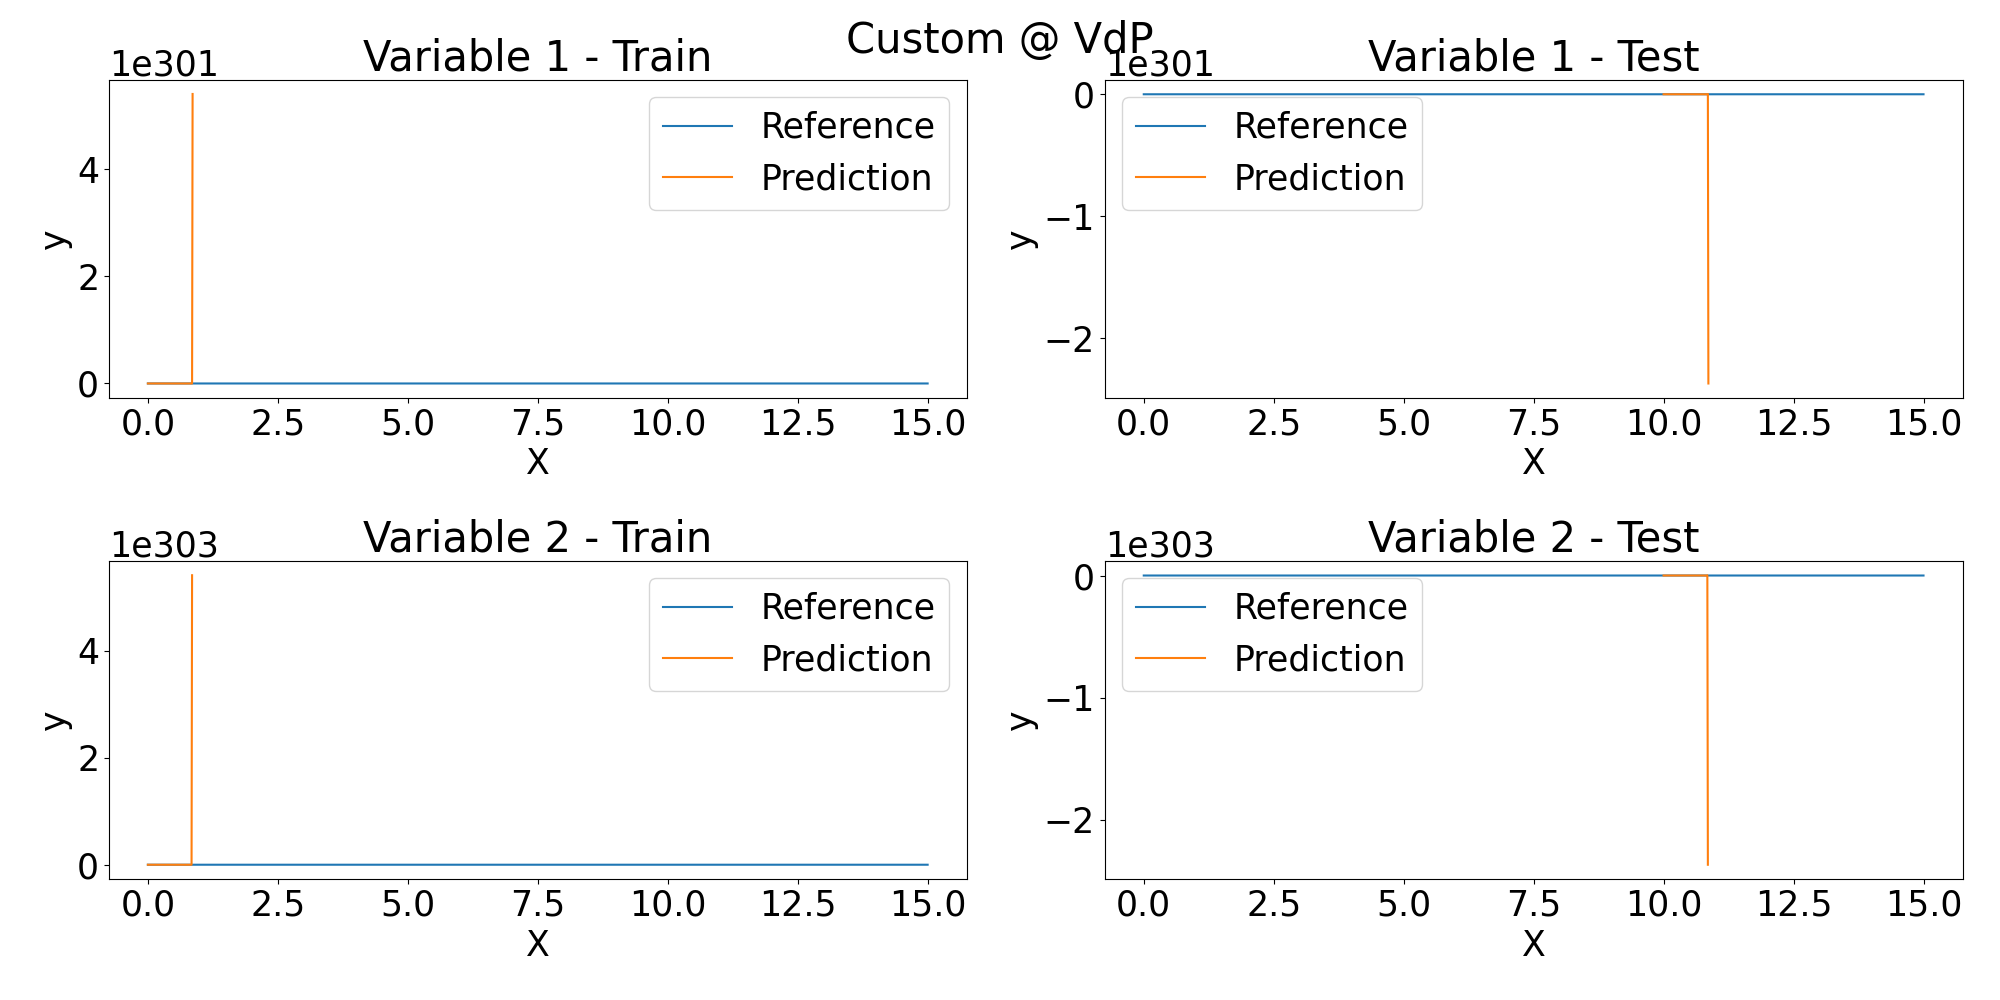 Custom @ VdP
Variable 1 - Train
1e301
Reference
Prediction
y
4
2
0
0.0 2.5 5.0 7.5 10.0 12.5 15.0
X
Variable 1 - Test
1e301
Reference
Prediction
y
0
−1
−2
0.0 2.5 5.0 7.5 10.0 12.5 15.0
X
Variable 2 - Train
1e303
Reference
Prediction
y
4
2
0
0.0 2.5 5.0 7.5 10.0 12.5 15.0
X
Variable 2 - Test
1e303
Reference
Prediction
y
0
−1
−2
0.0 2.5 5.0 7.5 10.0 12.5 15.0
X